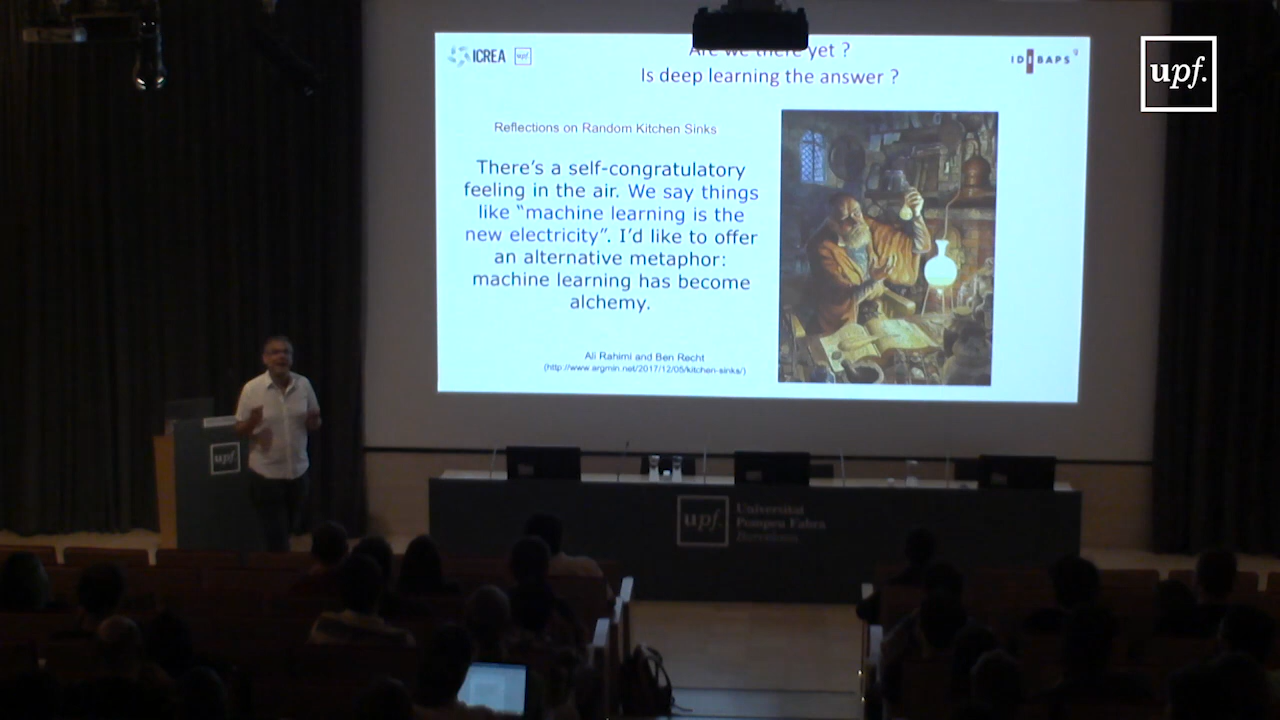 Are we there yet ?
Is deep learning the answer ?
ICREA upf.
IDIBAPS
upf.
Reflections on Random Kitchen Sinks
There's a self-congratulatory
feeling in the air. We say things
like "machine learning is the
new electricity". I'd like to offer
an alternative metaphor:
machine learning has become
alchemy.
Ali Rahimi and Ben Recht
(http://www.argmin.net/2017/12/05/kitchen-sinks/)
upf.
upf.
Universitat
Pompeu Fabra
Barcelona